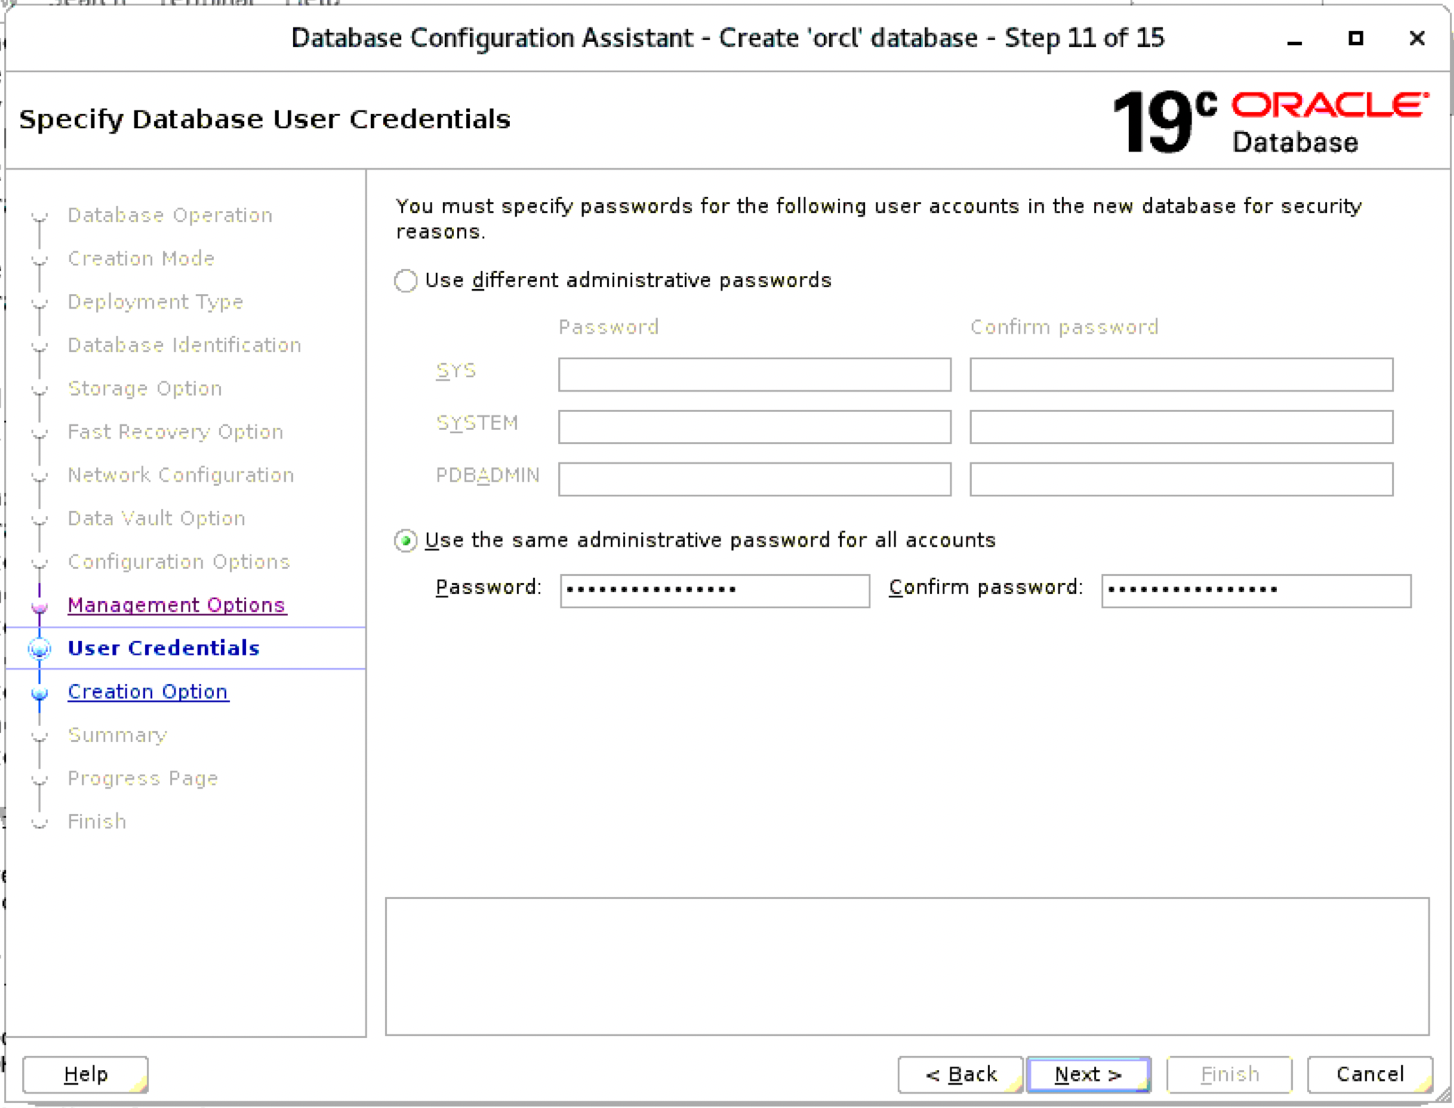 Search Terminal Help
Database Configuration Assistant - Create 'orcl' database - Step 11 of 15
Specify Database User Credentials
19c ORACLE
Database
Database Operation
Creation Mode
Deployment Type
Database Identification
Storage Option
Fast Recovery Option
Network Configuration
Data Vault Option
Configuration Options
Management Options
User Credentials
Creation Option
Summary
Progress Page
Finish
You must specify passwords for the following user accounts in the new database for security
reasons.
Use different administrative passwords
Password Confirm password
SYS
SYSTEM
PDBADMIN
Use the same administrative password for all accounts
Password: •••••••••••••••• Confirm password: ••••••••••••••••
Help < Back Next > Finish Cancel